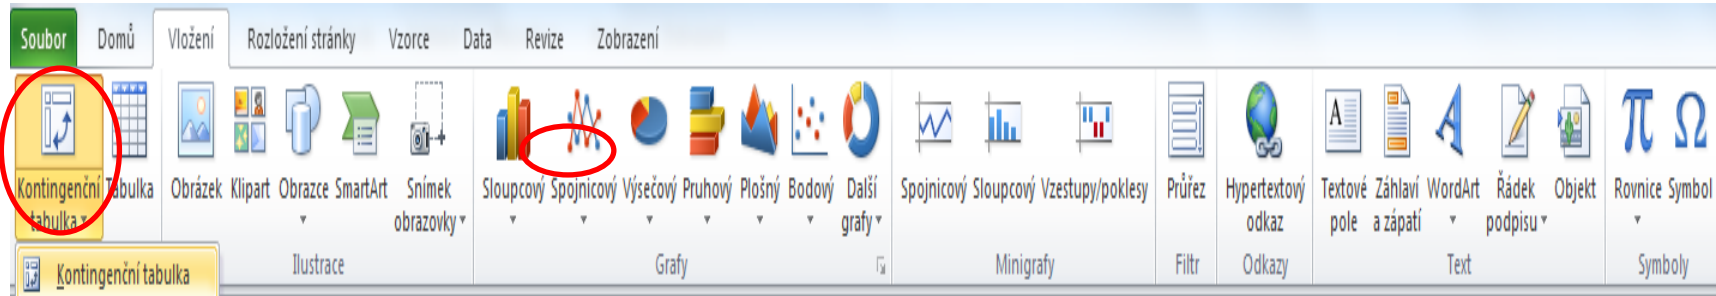 Soubor Domů Vložení Rozložení stránky Vzorce Data Revize Zobrazení
Kontingenční tabulka
Tabulka
Obrázek Klipart Obrazce SmartArt Snímek obrazovky
Sloupcový Spojnicový Výsečový Pruhový Plošný Bodový Další grafy
Spojnicový Sloupcový Vzestupy/poklesy
Průřez
Hypertextový odkaz
Textové pole
Záhlaví a zápatí
WordArt
Řádek podpisu
Objekt
Rovnice Symbol
Kontingenční tabulka
Ilustrace Grafy Minigrafy Filtr Odkazy Text Symboly